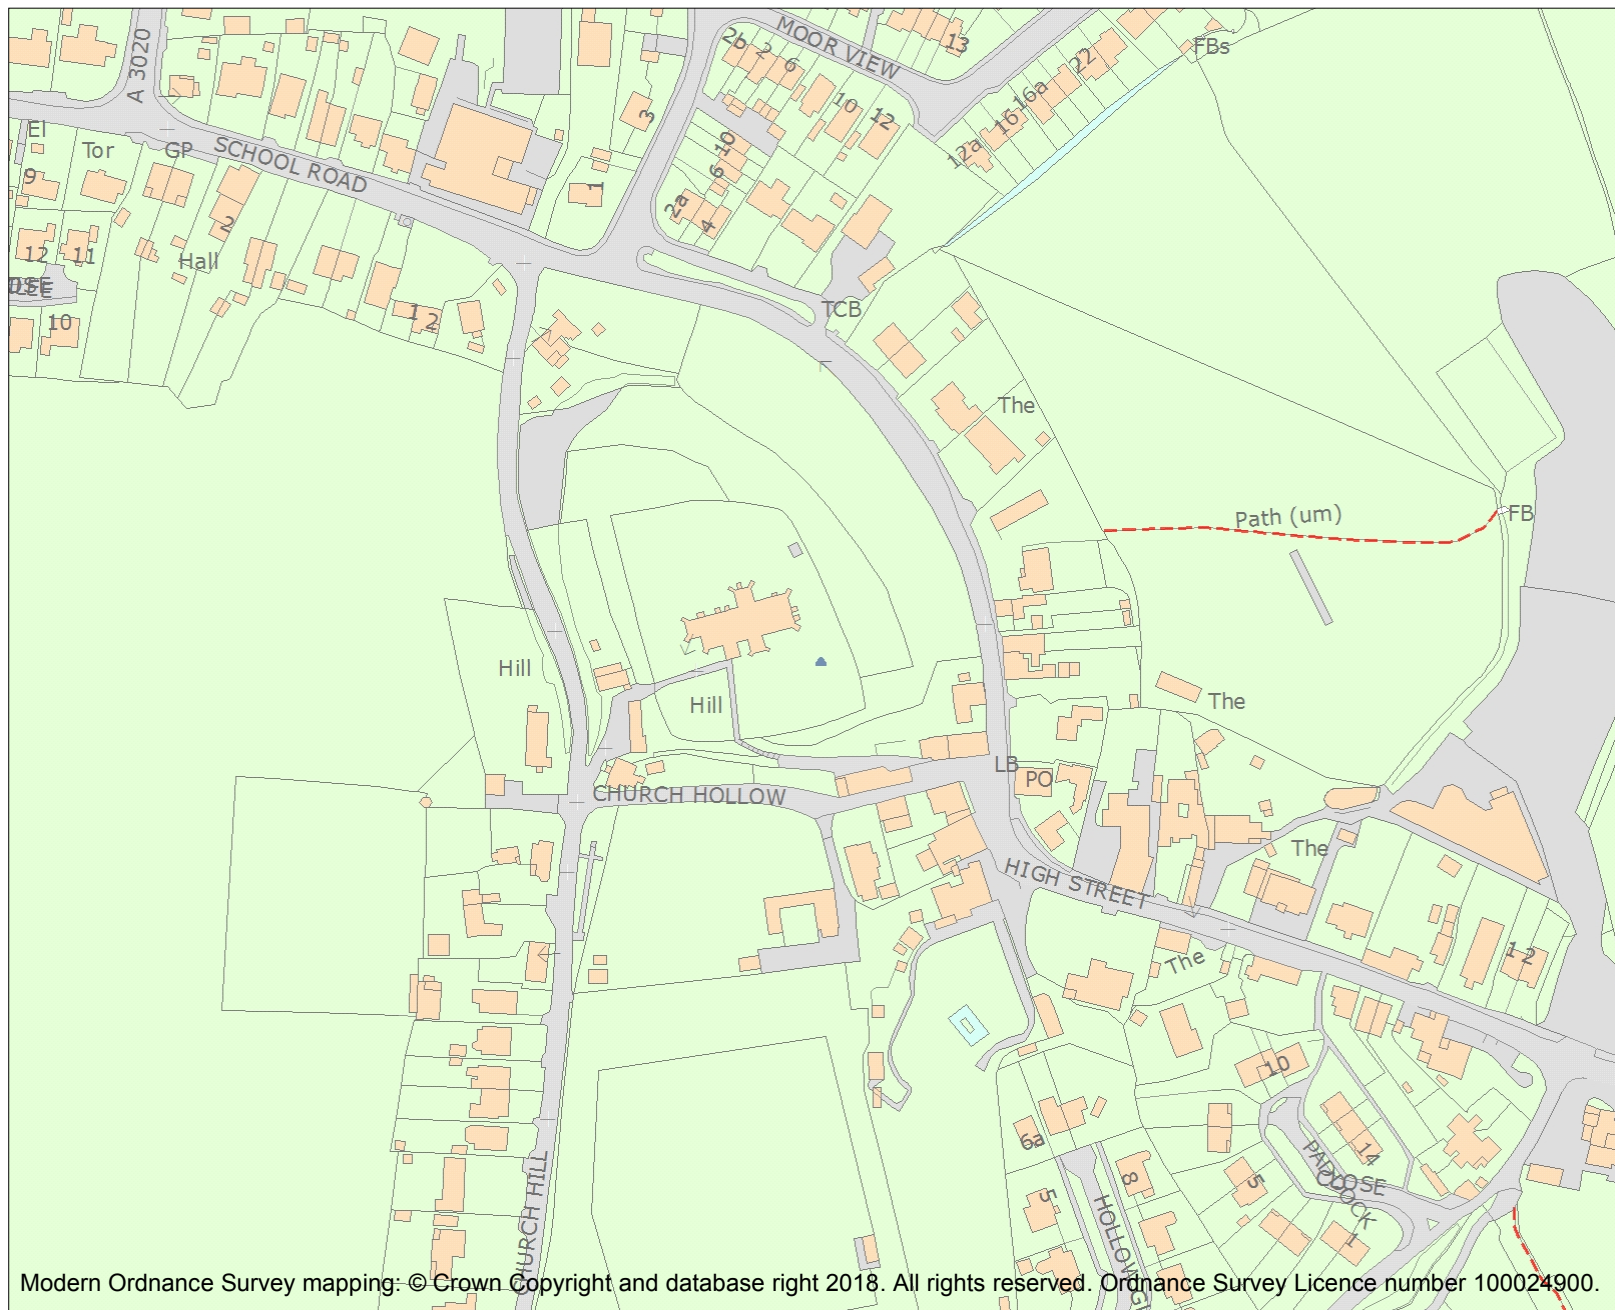 A 3020
MOOR VIEW
2b
2
6
13
22
FBs
10
12
16a
16
12a
3
El
Tor
GP
SCHOOL ROAD
9
1
10
6
2a
4
2
12
11
Hall
10
1
2
TCB
The
Path (um)
FB
Hill
Hill
The
LB
PO
CHURCH HOLLOW
The
HIGH STREET
The
1 2
10
6a
14
PADDOCK
CLOSE
8
5
5
1
CHURCH HILL
HOLLOW
Modern Ordnance Survey mapping: © Crown Copyright and database right 2018. All rights reserved. Ordnance Survey Licence number 100024900.